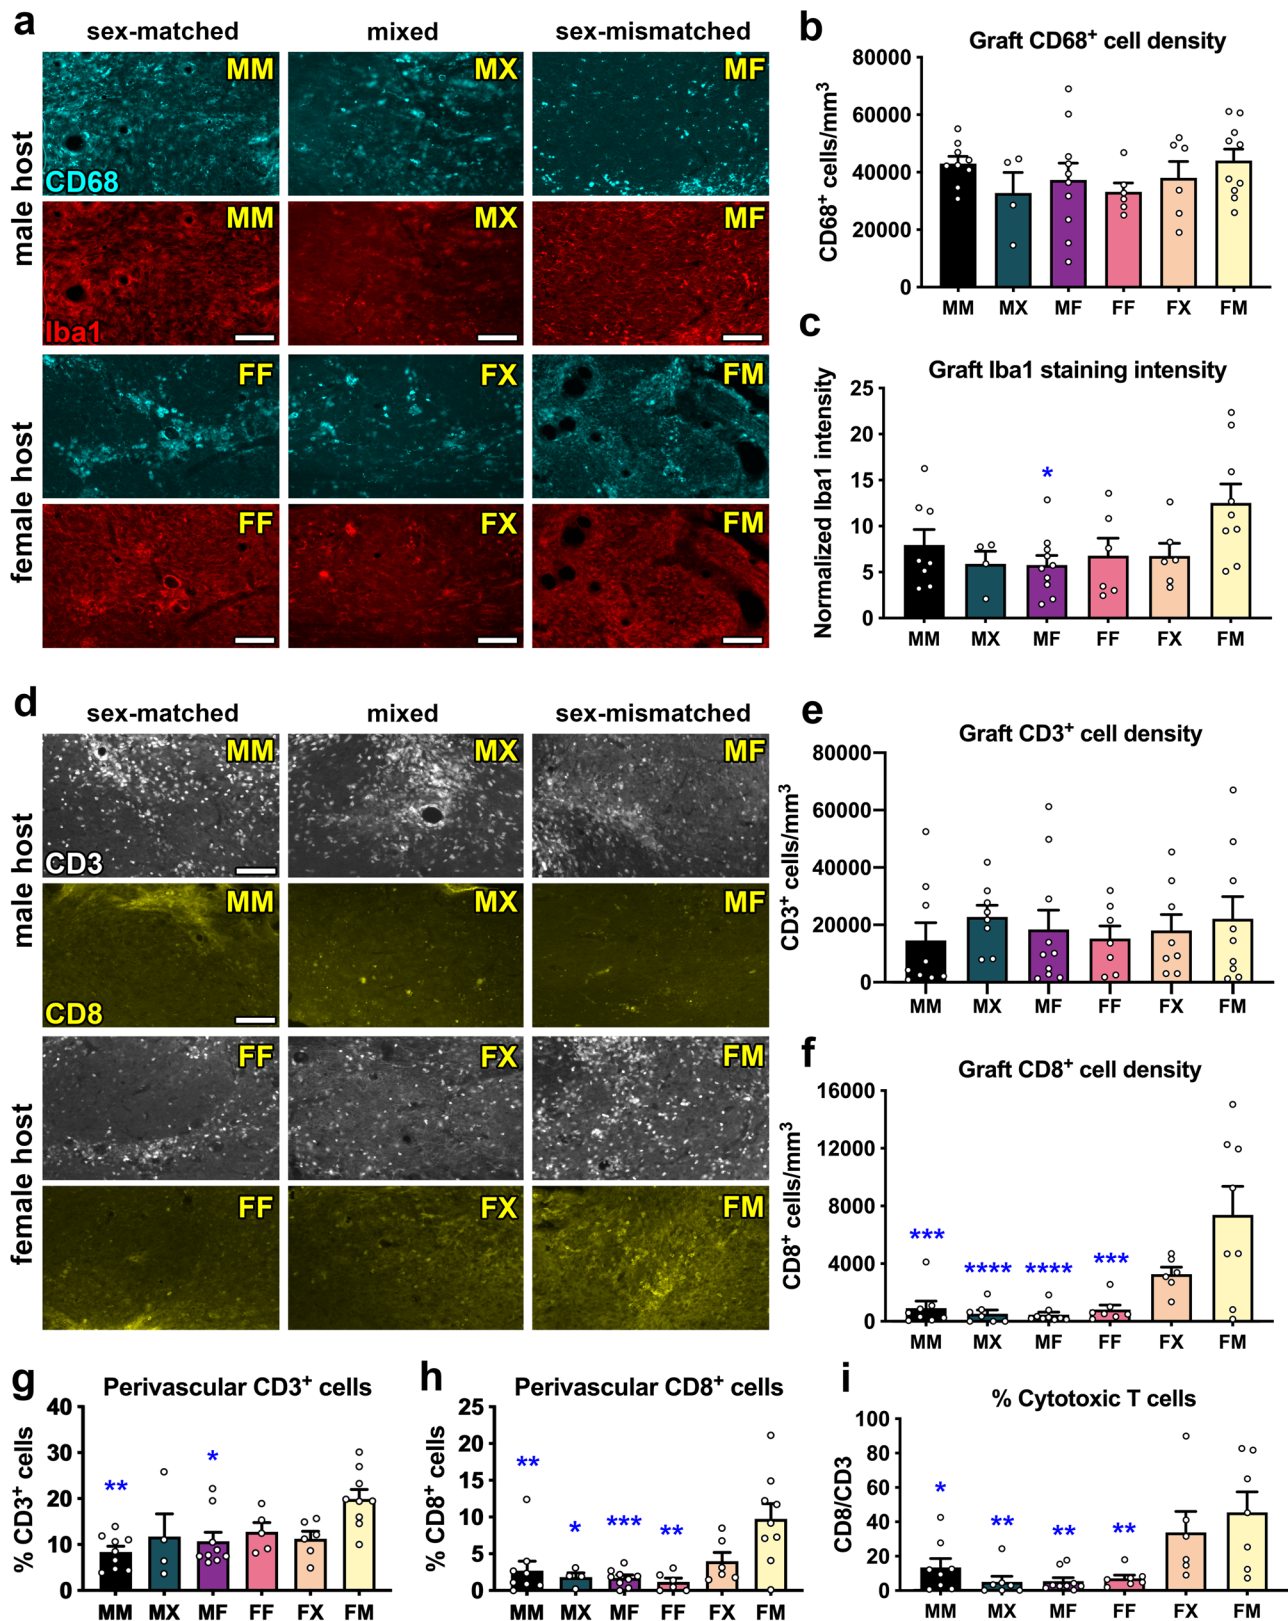 a
sex-matched
mixed
sex-mismatched
male host
MM
MX
MF
CD68
MM
MX
MF
Iba1
female host
FF
FX
FM
FF
FX
FM
b
Graft CD68⁺ cell density
CD68⁺ cells/mm³
80000
60000
40000
20000
0
MM MX MF FF FX FM
c
Graft Iba1 staining intensity
Normalized Iba1 intensity
25
20
15
10
5
0
*
MM MX MF FF FX FM
d
sex-matched
mixed
sex-mismatched
male host
MM
MX
MF
CD3
MM
MX
MF
CD8
female host
FF
FX
FM
FF
FX
FM
e
Graft CD3⁺ cell density
CD3⁺ cells/mm³
80000
60000
40000
20000
0
MM MX MF FF FX FM
f
Graft CD8⁺ cell density
CD8⁺ cells/mm³
16000
12000
8000
4000
0
*** **** **** ***
MM MX MF FF FX FM
g
Perivascular CD3⁺ cells
% CD3⁺ cells
40
30
20
10
0
** *
MM MX MF FF FX FM
h
Perivascular CD8⁺ cells
% CD8⁺ cells
25
20
15
10
5
0
** * *** **
MM MX MF FF FX FM
i
% Cytotoxic T cells
CD8/CD3
100
80
60
40
20
0
* ** ** **
MM MX MF FF FX FM